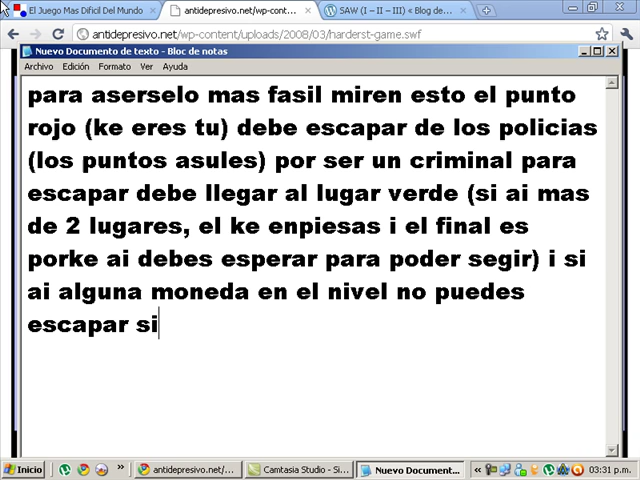 El Juego Mas Dificil Del Mundo
antidepresivo.net/wp-cont...
SAW (I – II – III) « Blog de...
antidepresivo.net/wp-content/uploads/2008/03/harderst-game.swf
Nuevo Documento de texto - Bloc de notas
Archivo Edición Formato Ver Ayuda
para aserselo mas fasil miren esto el punto
rojo (ke eres tu) debe escapar de los policias
(los puntos asules) por ser un criminal para
escapar debe llegar al lugar verde (si ai mas
de 2 lugares, el ke enpiesas i el final es
porke ai debes esperar para poder segir) i si
ai alguna moneda en el nivel no puedes
escapar si
Inicio
antidepresivo.net/...
Camtasia Studio - Si...
Nuevo Document...
03:31 p.m.